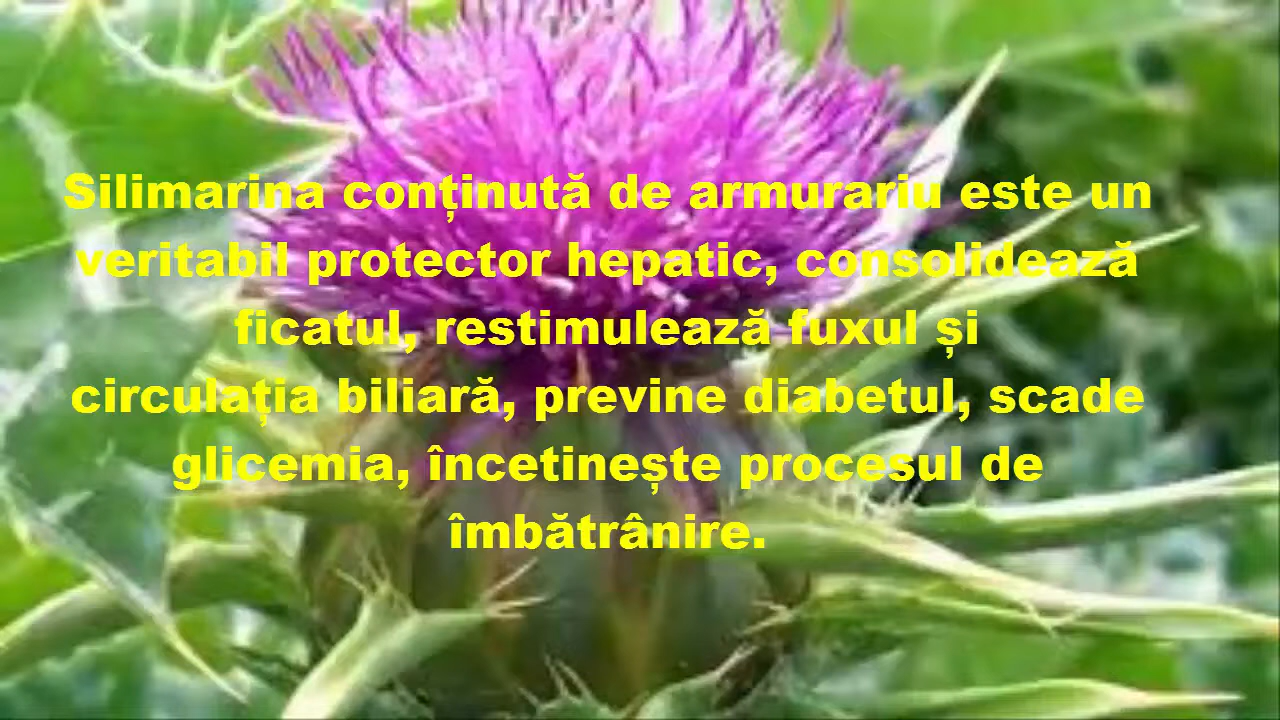 Silimarina conținută de armurariu este un
veritabil protector hepatic, consolidează
ficatul, restimulează fuxul și
circulația biliară, previne diabetul, scade
glicemia, încetinește procesul de
îmbătrânire.